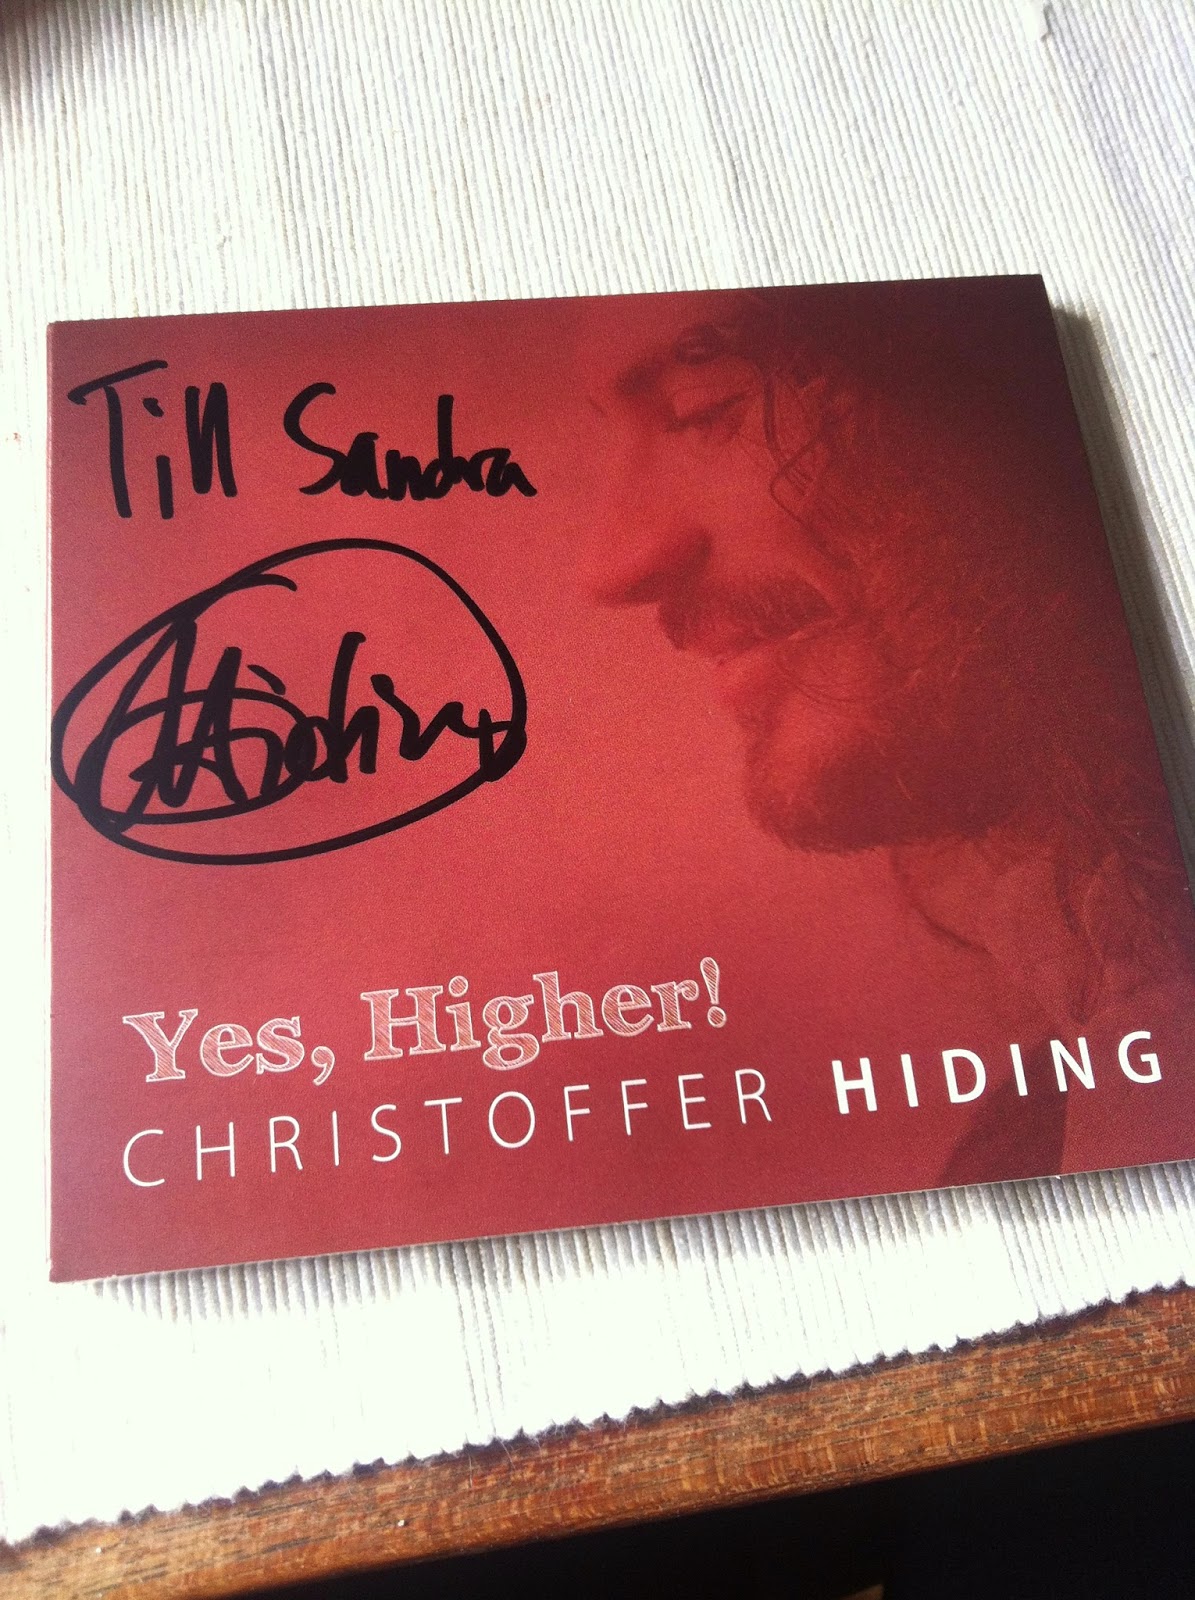 Till Sandra
Yes, Higher!
CHRISTOFFER HIDING